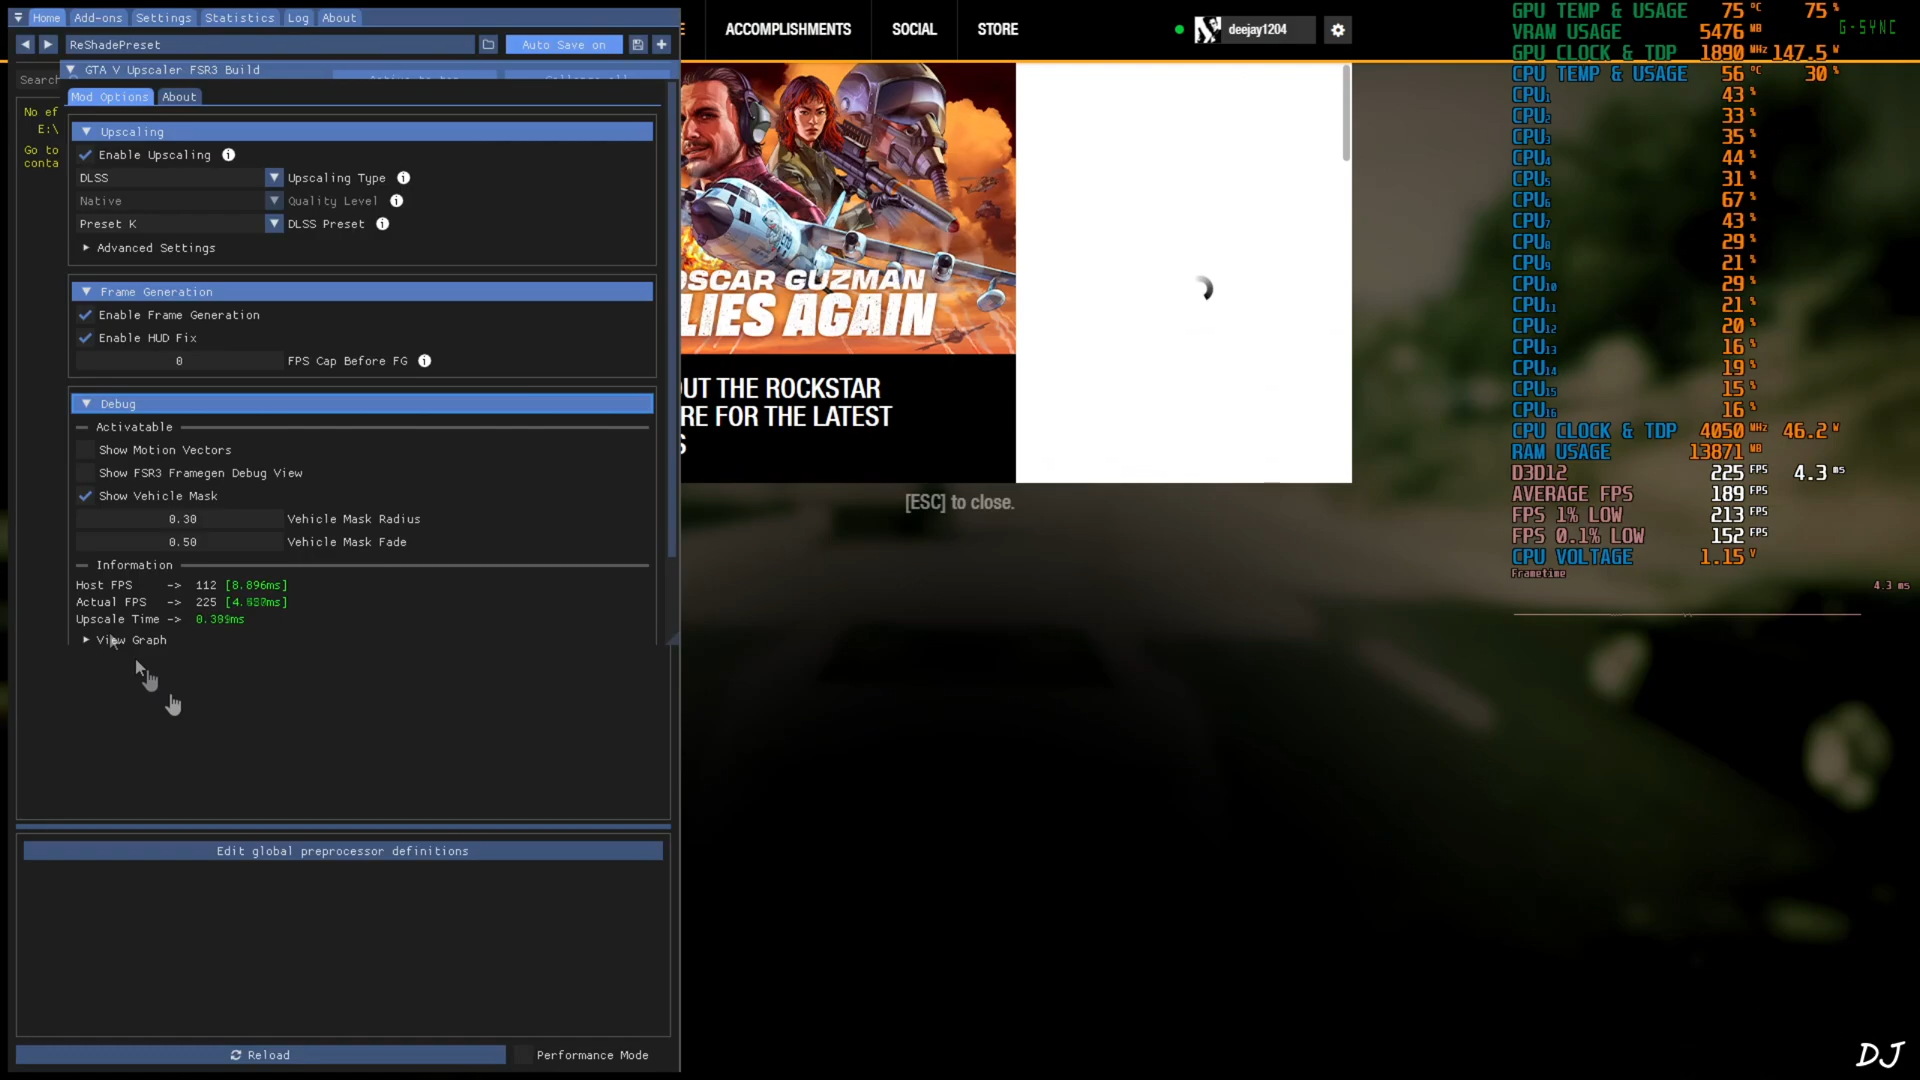 Home Add-ons Settings Statistics Log About
ReShadePreset Auto Save on
Search
GTA V Upscaler FSR3 Build
Mod Options About
No ef
E:\
Go to
conta
Upscaling
Enable Upscaling
DLSS Upscaling Type
Native Quality Level
Preset K DLSS Preset
Advanced Settings
Frame Generation
Enable Frame Generation
Enable HUD Fix
0 FPS Cap Before FG
Debug
Activatable
Show Motion Vectors
Show FSR3 Framegen Debug View
Show Vehicle Mask
0.30 Vehicle Mask Radius
0.50 Vehicle Mask Fade
Information
Host FPS -> 112 [8.896ms]
Actual FPS -> 225
Upscale Time ->
View Graph
Edit global preprocessor definitions
Reload Performance Mode
E ACCOMPLISHMENTS SOCIAL STORE
deejay1204
OSCAR GUZMAN
LIES AGAIN
OUT THE ROCKSTAR
RE FOR THE LATEST
S
[ESC] to close.
GPU TEMP & USAGE 75 °C 75 %
VRAM USAGE 5476 MB
GPU CLOCK & TDP 1890 MHz 147.5 W
CPU TEMP & USAGE 56 °C 30 %
CPU1 43 %
CPU2 33 %
CPU3 35 %
CPU4 44 %
CPU5 31 %
CPU6 67 %
CPU7 43 %
CPU8 29 %
CPU9 21 %
CPU10 29 %
CPU11 21 %
CPU12 20 %
CPU13 16 %
CPU14 19 %
CPU15 15 %
CPU16 16 %
CPU CLOCK & TDP 4050 MHz 46.2 W
RAM USAGE 13871 MB
D3D12 225 FPS 4.3 ms
AVERAGE FPS 189 FPS
FPS 1% LOW 213 FPS
FPS 0.1% LOW 152 FPS
CPU VOLTAGE 1.15 V
Frametime
4.3 ms
G-SYNC
DJ